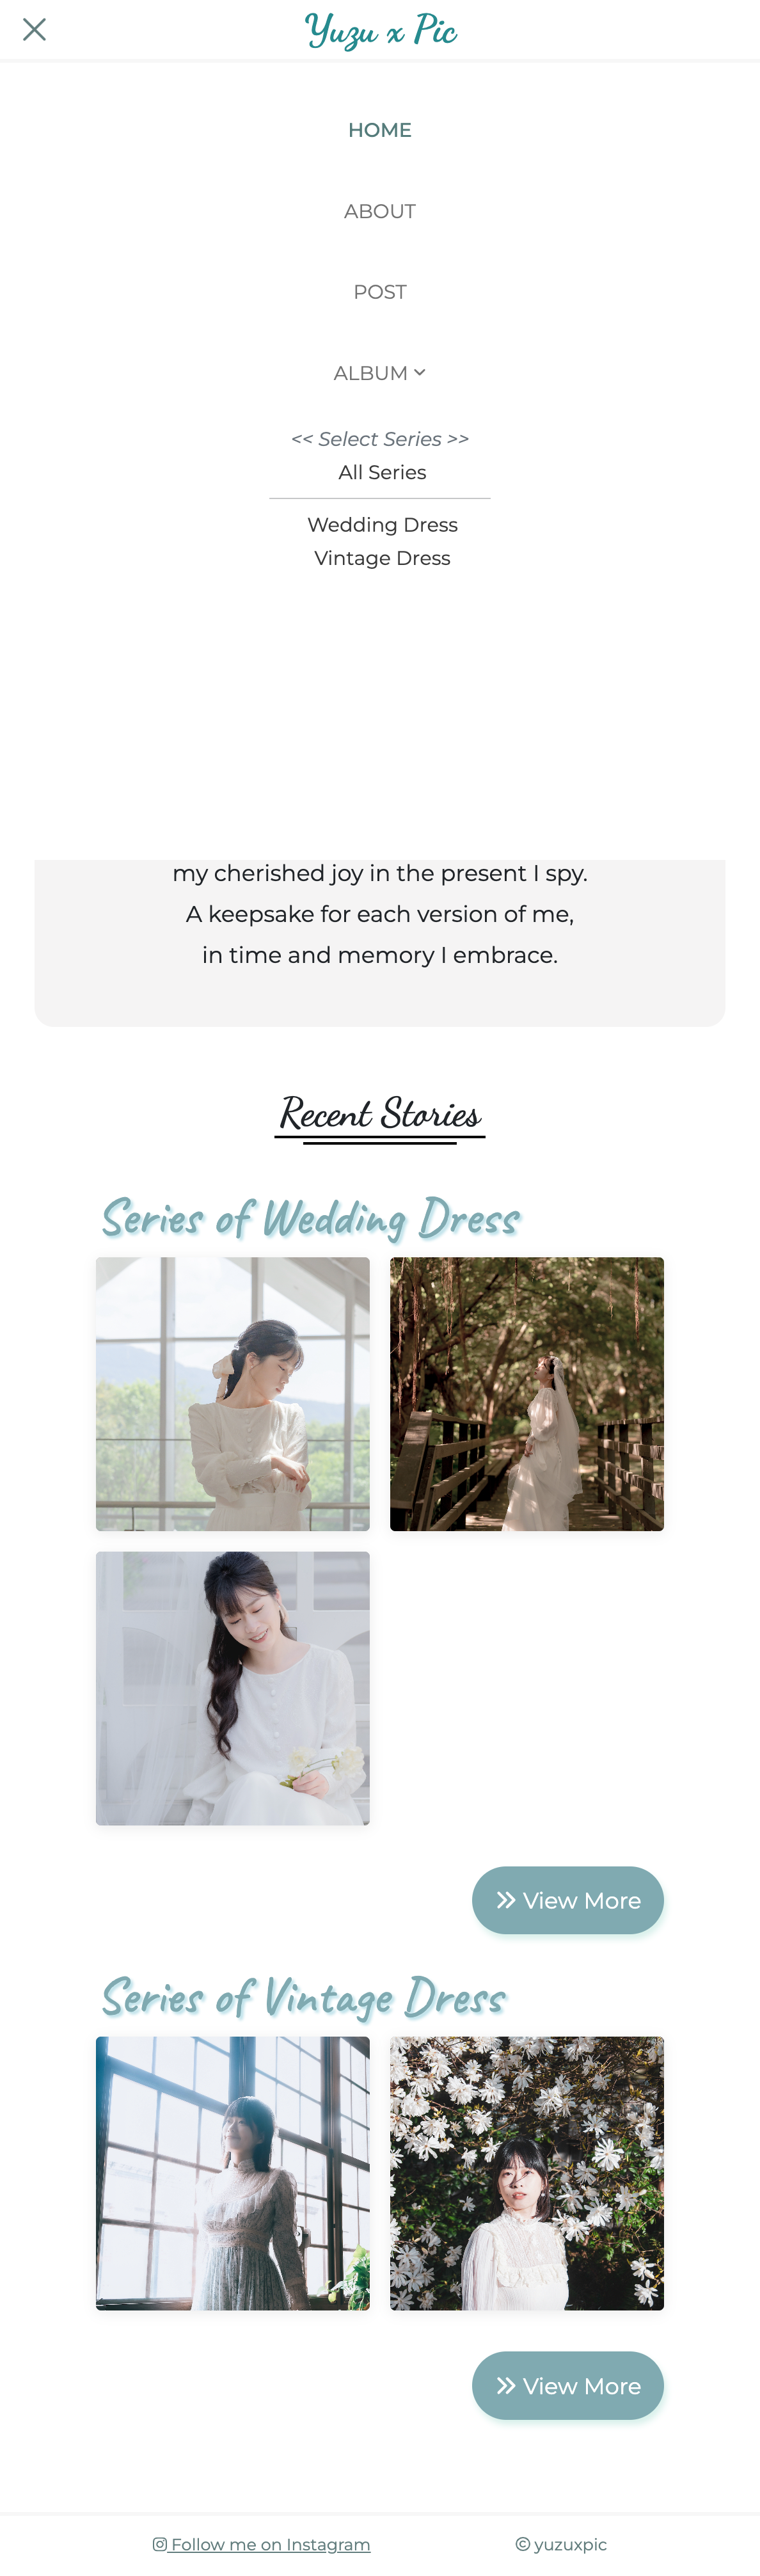 Yuzu x Pic
HOME
ABOUT
POST
ALBUM
<< Select Series >>
All Series
Wedding Dress
Vintage Dress
my cherished joy in the present I spy.
A keepsake for each version of me,
in time and memory I embrace.
Recent Stories
Series of Wedding Dress
View More
Series of Vintage Dress
View More
Follow me on Instagram
© yuzuxpic